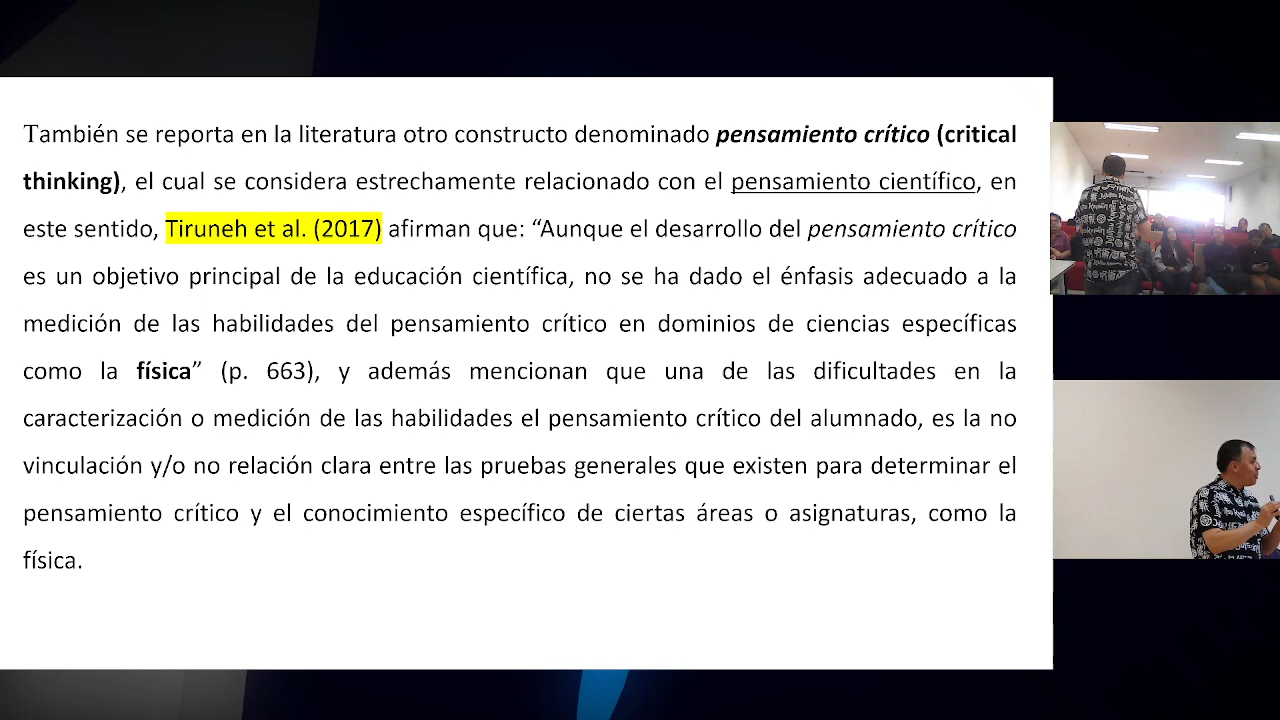 También se reporta en la literatura otro constructo denominado pensamiento crítico (critical
thinking), el cual se considera estrechamente relacionado con el pensamiento científico, en
este sentido, Tiruneh et al. (2017) afirman que: “Aunque el desarrollo del pensamiento crítico
es un objetivo principal de la educación científica, no se ha dado el énfasis adecuado a la
medición de las habilidades del pensamiento crítico en dominios de ciencias específicas
como la física” (p. 663), y además mencionan que una de las dificultades en la
caracterización o medición de las habilidades el pensamiento crítico del alumnado, es la no
vinculación y/o no relación clara entre las pruebas generales que existen para determinar el
pensamiento crítico y el conocimiento específico de ciertas áreas o asignaturas, como la
física.